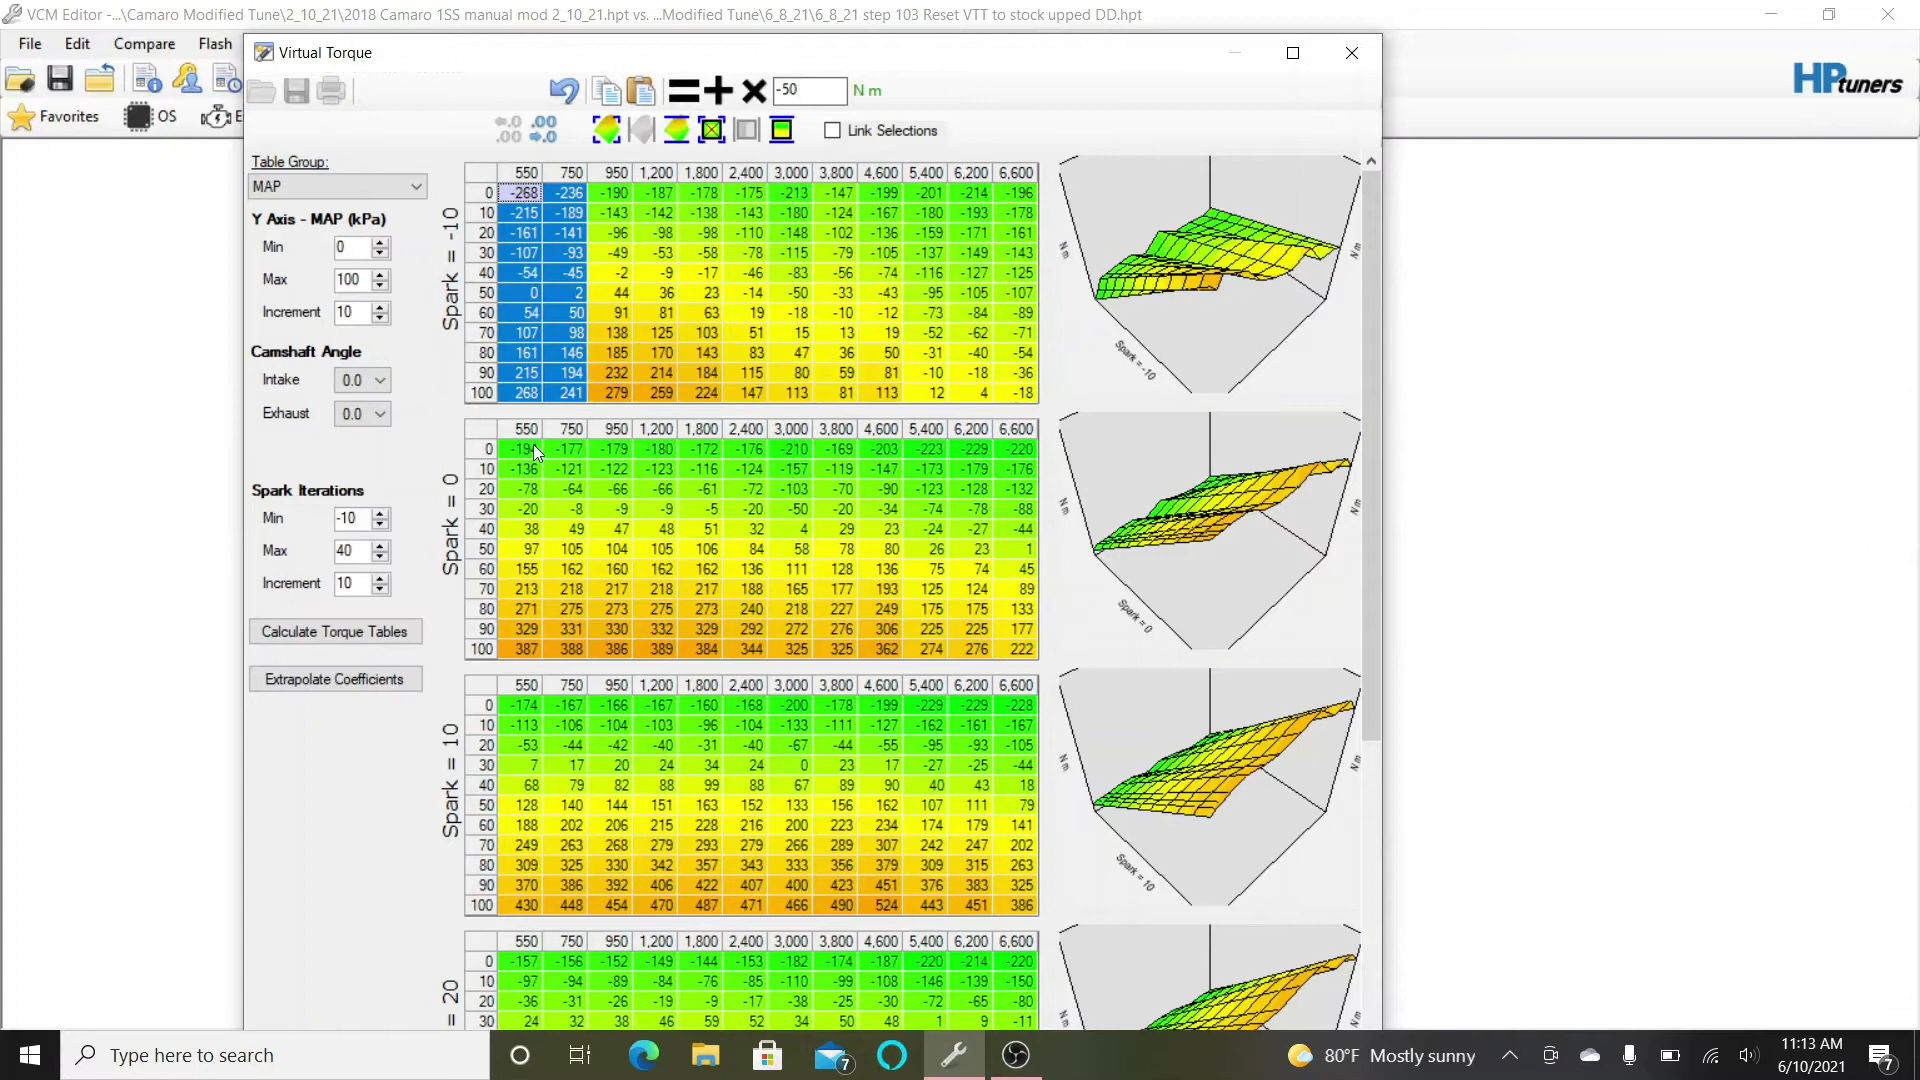 VCM Editor -...\Camaro Modified Tune\2_10_21\2018 Camaro 1SS manual mod 2_10_21.hpt vs. ...Modified Tune\6_8_21\6_8_21 step 103 Reset VTT to stock upped DD.hpt
File Edit Compare Flash
HPtuners
Favorites OS
Virtual Torque
-50 N m
Link Selections
Table Group:
MAP
Y Axis - MAP (kPa)
Min 0
Max 100
Increment 10
Camshaft Angle
Intake 0.0
Exhaust 0.0
Spark Iterations
Min -10
Max 40
Increment 10
Calculate Torque Tables
Extrapolate Coefficients
Spark = -10
550 750 950 1,200 1,800 2,400 3,000 3,800 4,600 5,400 6,200 6,600
0 -268 -236 -190 -187 -178 -175 -213 -147 -199 -201 -214 -196
10 -215 -189 -143 -142 -138 -143 -180 -124 -167 -180 -193 -178
20 -161 -141 -96 -98 -98 -110 -148 -102 -136 -159 -171 -161
30 -107 -93 -49 -53 -58 -78 -115 -79 -105 -137 -149 -143
40 -54 -45 -2 -9 -17 -46 -83 -56 -74 -116 -127 -125
50 0 2 44 36 23 -14 -50 -33 -43 -95 -105 -107
60 54 50 91 81 63 19 -18 -10 -12 -73 -84 -89
70 107 98 138 125 103 51 15 13 19 -52 -62 -71
80 161 146 185 170 143 83 47 36 50 -31 -40 -54
90 215 194 232 214 184 115 80 59 81 -10 -18 -36
100 268 241 279 259 224 147 113 81 113 12 4 -18
N m
N m
Spark = -10
Spark = 0
550 750 950 1,200 1,800 2,400 3,000 3,800 4,600 5,400 6,200 6,600
0 -194 -177 -179 -180 -172 -176 -210 -169 -203 -223 -229 -220
10 -136 -121 -122 -123 -116 -124 -157 -119 -147 -173 -179 -176
20 -78 -64 -66 -66 -61 -72 -103 -70 -90 -123 -128 -132
30 -20 -8 -9 -9 -5 -20 -50 -20 -34 -74 -78 -88
40 38 49 47 48 51 32 4 29 23 -24 -27 -44
50 97 105 104 105 106 84 58 78 80 26 23 1
60 155 162 160 162 162 136 111 128 136 75 74 45
70 213 218 217 218 217 188 165 177 193 125 124 89
80 271 275 273 275 273 240 218 227 249 175 175 133
90 329 331 330 332 329 292 272 276 306 225 225 177
100 387 388 386 389 384 344 325 325 362 274 276 222
N m
N m
Spark = 0
Spark = 10
550 750 950 1,200 1,800 2,400 3,000 3,800 4,600 5,400 6,200 6,600
0 -174 -167 -166 -167 -160 -168 -200 -178 -199 -229 -229 -228
10 -113 -106 -104 -103 -96 -104 -133 -111 -127 -162 -161 -167
20 -53 -44 -42 -40 -31 -40 -67 -44 -55 -95 -93 -105
30 7 17 20 24 34 24 0 23 17 -27 -25 -44
40 68 79 82 88 99 88 67 89 90 40 43 18
50 128 140 144 151 163 152 133 156 162 107 111 79
60 188 202 206 215 228 216 200 223 234 174 179 141
70 249 263 268 279 293 279 266 289 307 242 247 202
80 309 325 330 342 357 343 333 356 379 309 315 263
90 370 386 392 406 422 407 400 423 451 376 383 325
100 430 448 454 470 487 471 466 490 524 443 451 386
N m
N m
Spark = 10
= 20
550 750 950 1,200 1,800 2,400 3,000 3,800 4,600 5,400 6,200 6,600
0 -157 -156 -152 -149 -144 -153 -182 -174 -187 -220 -214 -220
10 -97 -94 -89 -84 -76 -85 -110 -99 -108 -146 -139 -150
20 -36 -31 -26 -19 -9 -17 -38 -25 -30 -72 -65 -80
30 24 32 38 46 59 52 34 50 48 1 9 -11
N m
N m
Type here to search
7
80°F Mostly sunny
11:13 AM
6/10/2021
7